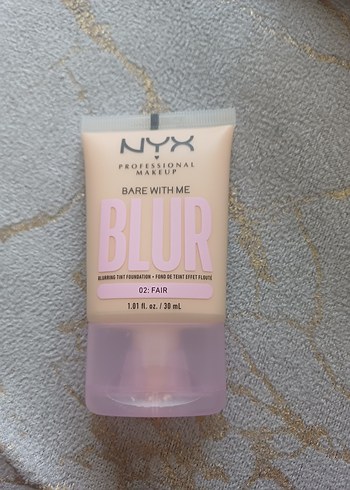 NYX
PROFESSIONAL
MAKEUP
BARE WITH ME
BLUR
BLURRING TINT FOUNDATION • FOND DE TEINT EFFET FLOUTÉ
02: FAIR
1.01 fl. oz. / 30 mL